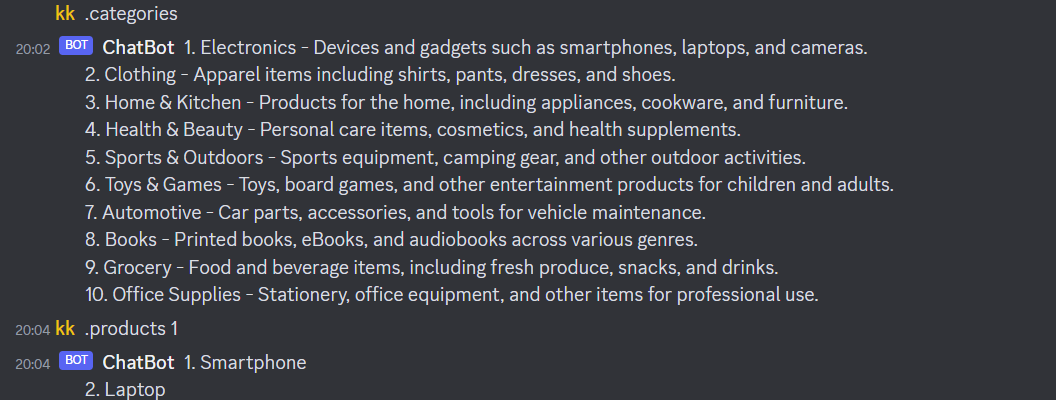 kk .categories
20:02 BOT ChatBot 1. Electronics - Devices and gadgets such as smartphones, laptops, and cameras.
2. Clothing - Apparel items including shirts, pants, dresses, and shoes.
3. Home & Kitchen - Products for the home, including appliances, cookware, and furniture.
4. Health & Beauty - Personal care items, cosmetics, and health supplements.
5. Sports & Outdoors - Sports equipment, camping gear, and other outdoor activities.
6. Toys & Games - Toys, board games, and other entertainment products for children and adults.
7. Automotive - Car parts, accessories, and tools for vehicle maintenance.
8. Books - Printed books, eBooks, and audiobooks across various genres.
9. Grocery - Food and beverage items, including fresh produce, snacks, and drinks.
10. Office Supplies - Stationery, office equipment, and other items for professional use.
20:04 kk .products 1
20:04 BOT ChatBot 1. Smartphone
2. Laptop